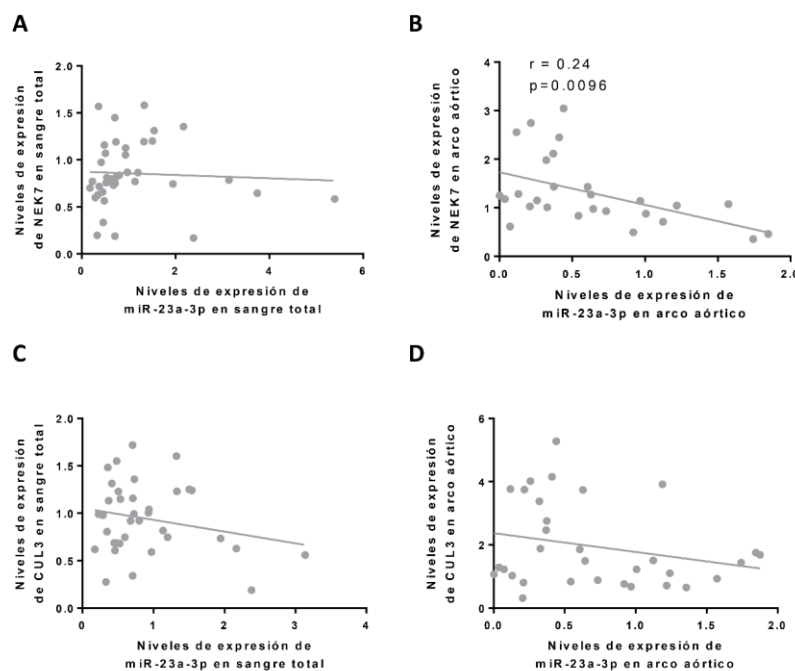 A
Niveles de expresión
de NEK7 en sangre total
2.0
1.5
1.0
0.5
0.0
0
2
4
6
Niveles de expresión de
miR-23a-3p en sangre total
B
r = 0.24
p=0.0096
Niveles de expresión
de NEK7 en arco aórtico
4
3
2
1
0
0.0
0.5
1.0
1.5
2.0
Niveles de expresión de
miR-23a-3p en arco aórtico
C
Niveles de expresión
de CUL3 en sangre total
2.0
1.5
1.0
0.5
0.0
0
1
2
3
4
Niveles de expresión de
miR-23a-3p en sangre total
D
Niveles de expresión
de CUL3 en arco aórtico
6
4
2
0
0.0
0.5
1.0
1.5
2.0
Niveles de expresión de
miR-23a-3p en arco aórtico